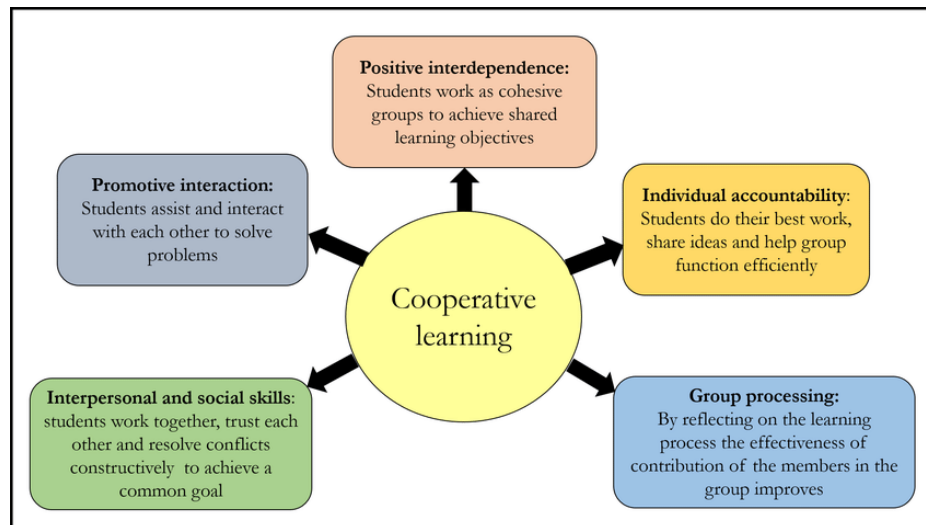 Positive interdependence:
Students work as cohesive
groups to achieve shared
learning objectives
Promotive interaction:
Students assist and interact
with each other to solve
problems
Individual accountability:
Students do their best work,
share ideas and help group
function efficiently
Cooperative
learning
Interpersonal and social skills:
students work together, trust each
other and resolve conflicts
constructively to achieve a
common goal
Group processing:
By reflecting on the learning
process the effectiveness of
contribution of the members in the
group improves